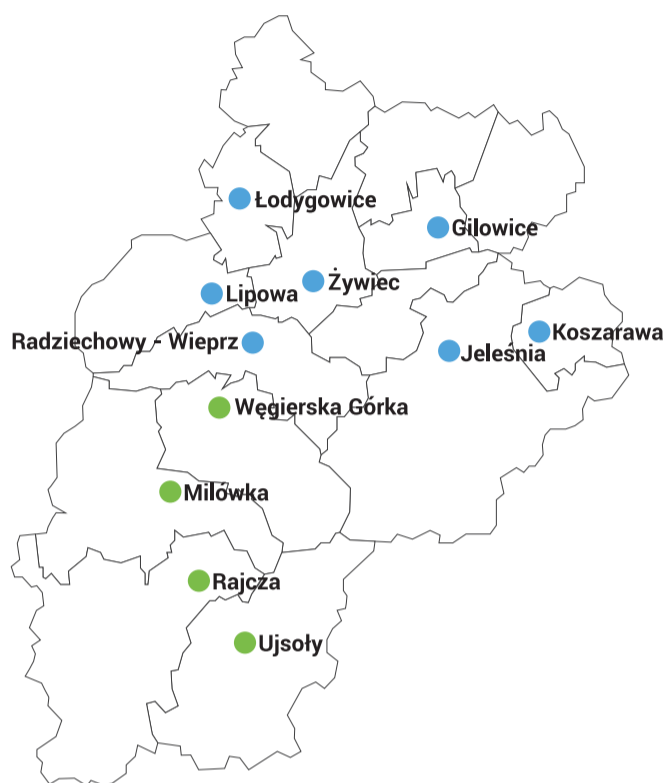 Łodygowice
Gilowice
Żywiec
Lipowa
Koszarawa
Radziechowy - Wieprz
Jeleśnia
Węgierska Górka
Milówka
Rajcza
Ujsoły